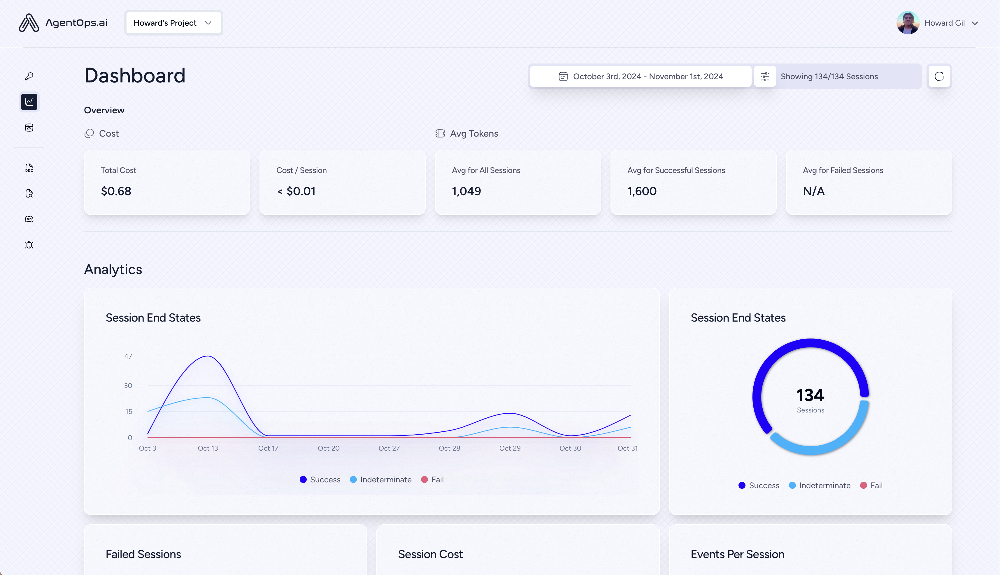 AgentOps.ai
Howard's Project
Howard Gil
Dashboard
October 3rd, 2024 - November 1st, 2024
Showing 134/134 Sessions
Overview
Cost
Avg Tokens
Total Cost
$0.68
Cost / Session
< $0.01
Avg for All Sessions
1,049
Avg for Successful Sessions
1,600
Avg for Failed Sessions
N/A
DOC
Analytics
Session End States
47
30
15
0
Oct 3 Oct 13 Oct 17 Oct 20 Oct 27 Oct 28 Oct 29 Oct 30 Oct 31
Success Indeterminate Fail
Session End States
134
Sessions
Success Indeterminate Fail
Failed Sessions
Session Cost
Events Per Session